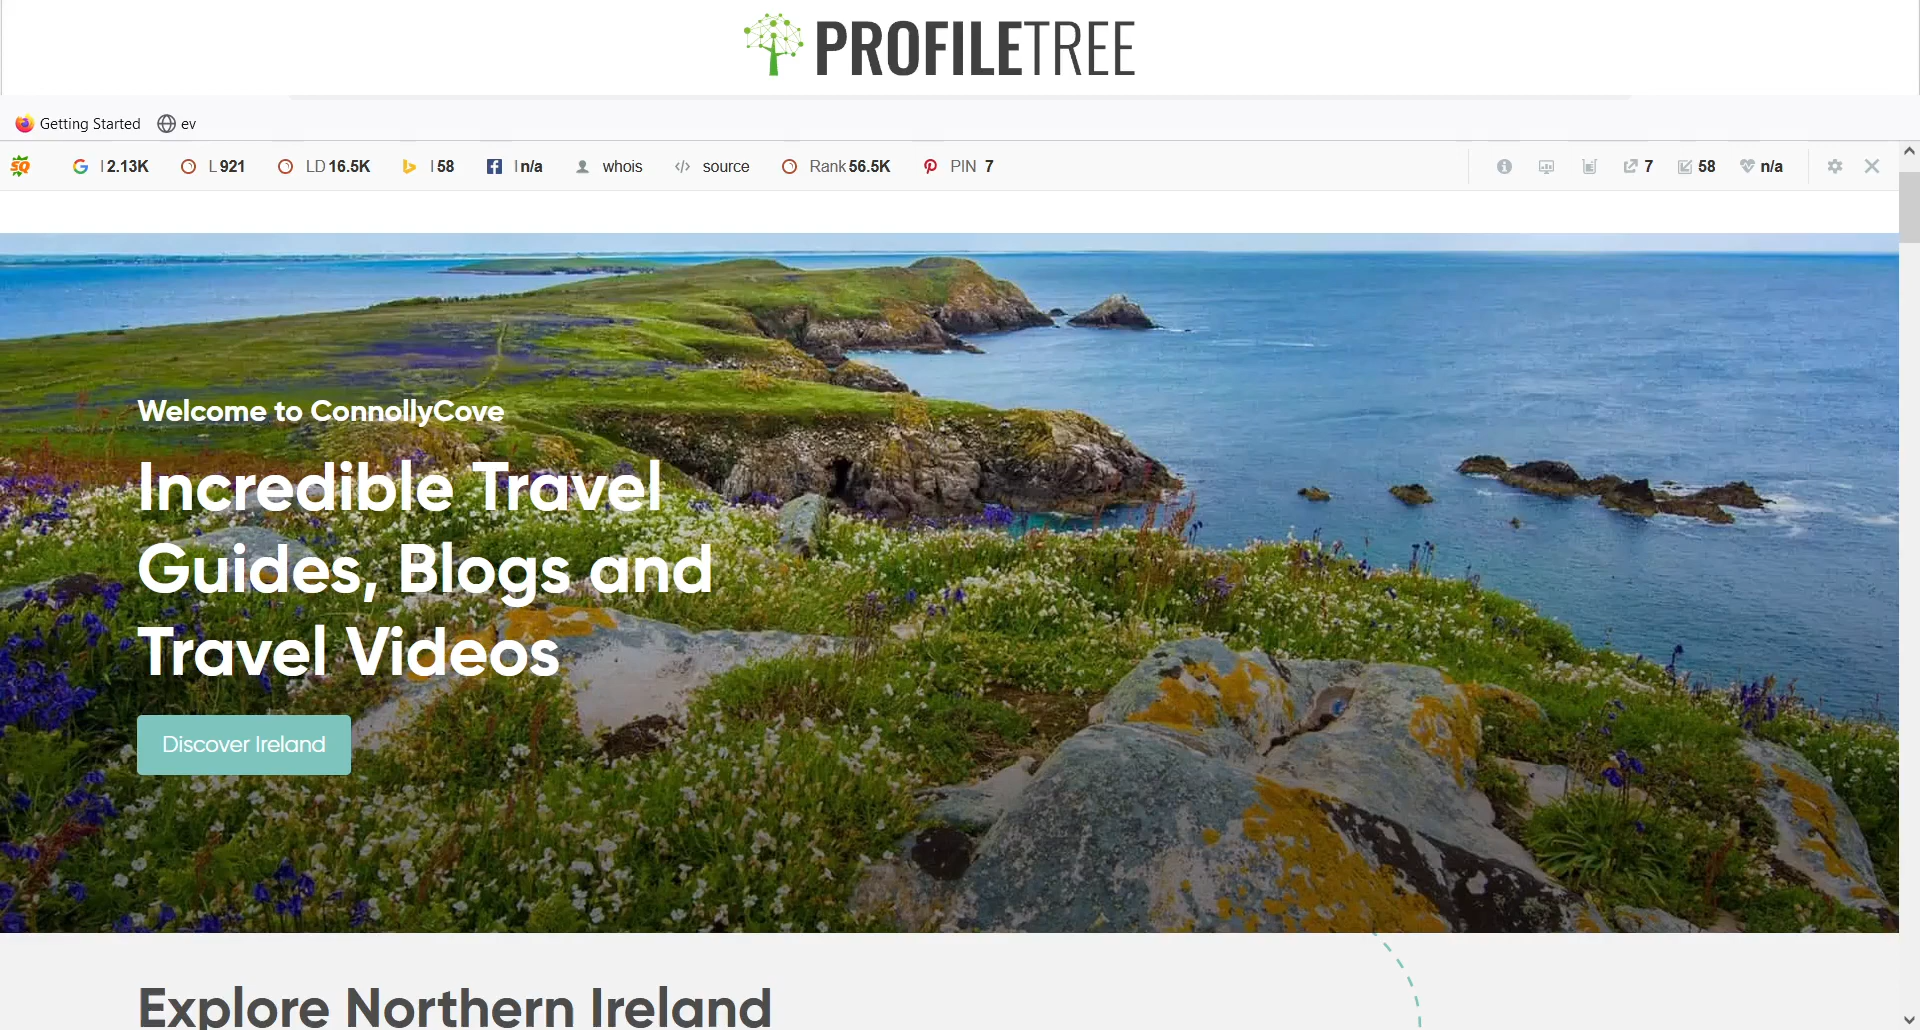 PROFILETREE
Getting Started ev
SQ I 2.13K L 921 LD 16.5K I 58 I n/a whois </> source Rank 56.5K PIN 7 7 58 n/a
Welcome to ConnollyCove
Incredible Travel
Guides, Blogs and
Travel Videos
Discover Ireland
Explore Northern Ireland